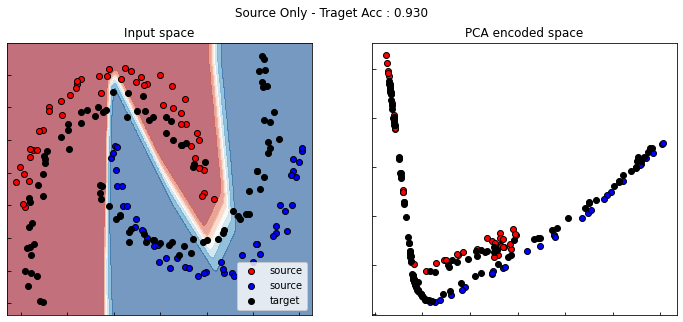 Source Only - Traget Acc : 0.930
Input space
PCA encoded space
source
source
target